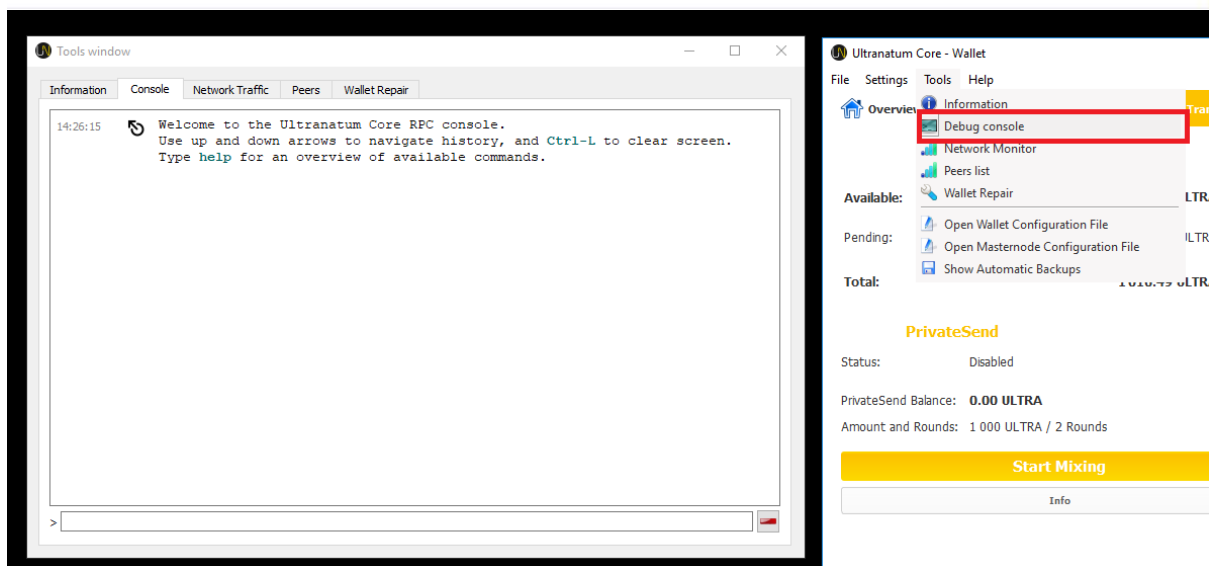 Tools window
Information Console Network Traffic Peers Wallet Repair
14:26:15 Welcome to the Ultranatum Core RPC console.
Use up and down arrows to navigate history, and Ctrl-L to clear screen.
Type help for an overview of available commands.
>
Ultranatum Core - Wallet
File Settings Tools Help
Information
Debug console
Network Monitor
Peers list
Wallet Repair
Open Wallet Configuration File
Open Masternode Configuration File
Show Automatic Backups
Available:
Pending:
Total:
PrivateSend
Status: Disabled
PrivateSend Balance: 0.00 ULTRA
Amount and Rounds: 1 000 ULTRA / 2 Rounds
Start Mixing
Info